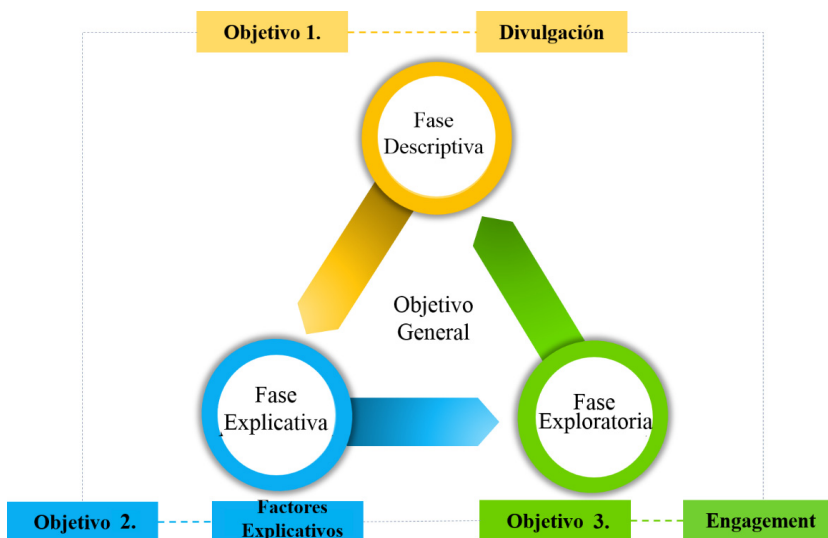 Objetivo 1.
Divulgación
Fase
Descriptiva
Objetivo
General
Fase
Explicativa
Fase
Exploratoria
Objetivo 2.
Factores
Explicativos
Objetivo 3.
Engagement